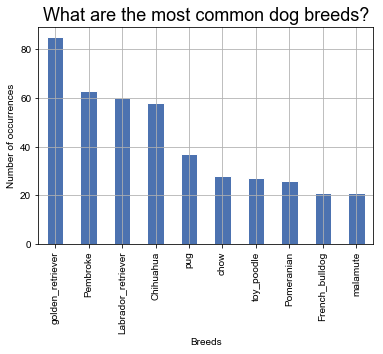 What are the most common dog breeds?
Number of occurrences
80
60
40
20
0
golden_retriever
Pembroke
Labrador_retriever
Chihuahua
pug
chow
toy_poodle
Pomeranian
French_bulldog
malamute
Breeds